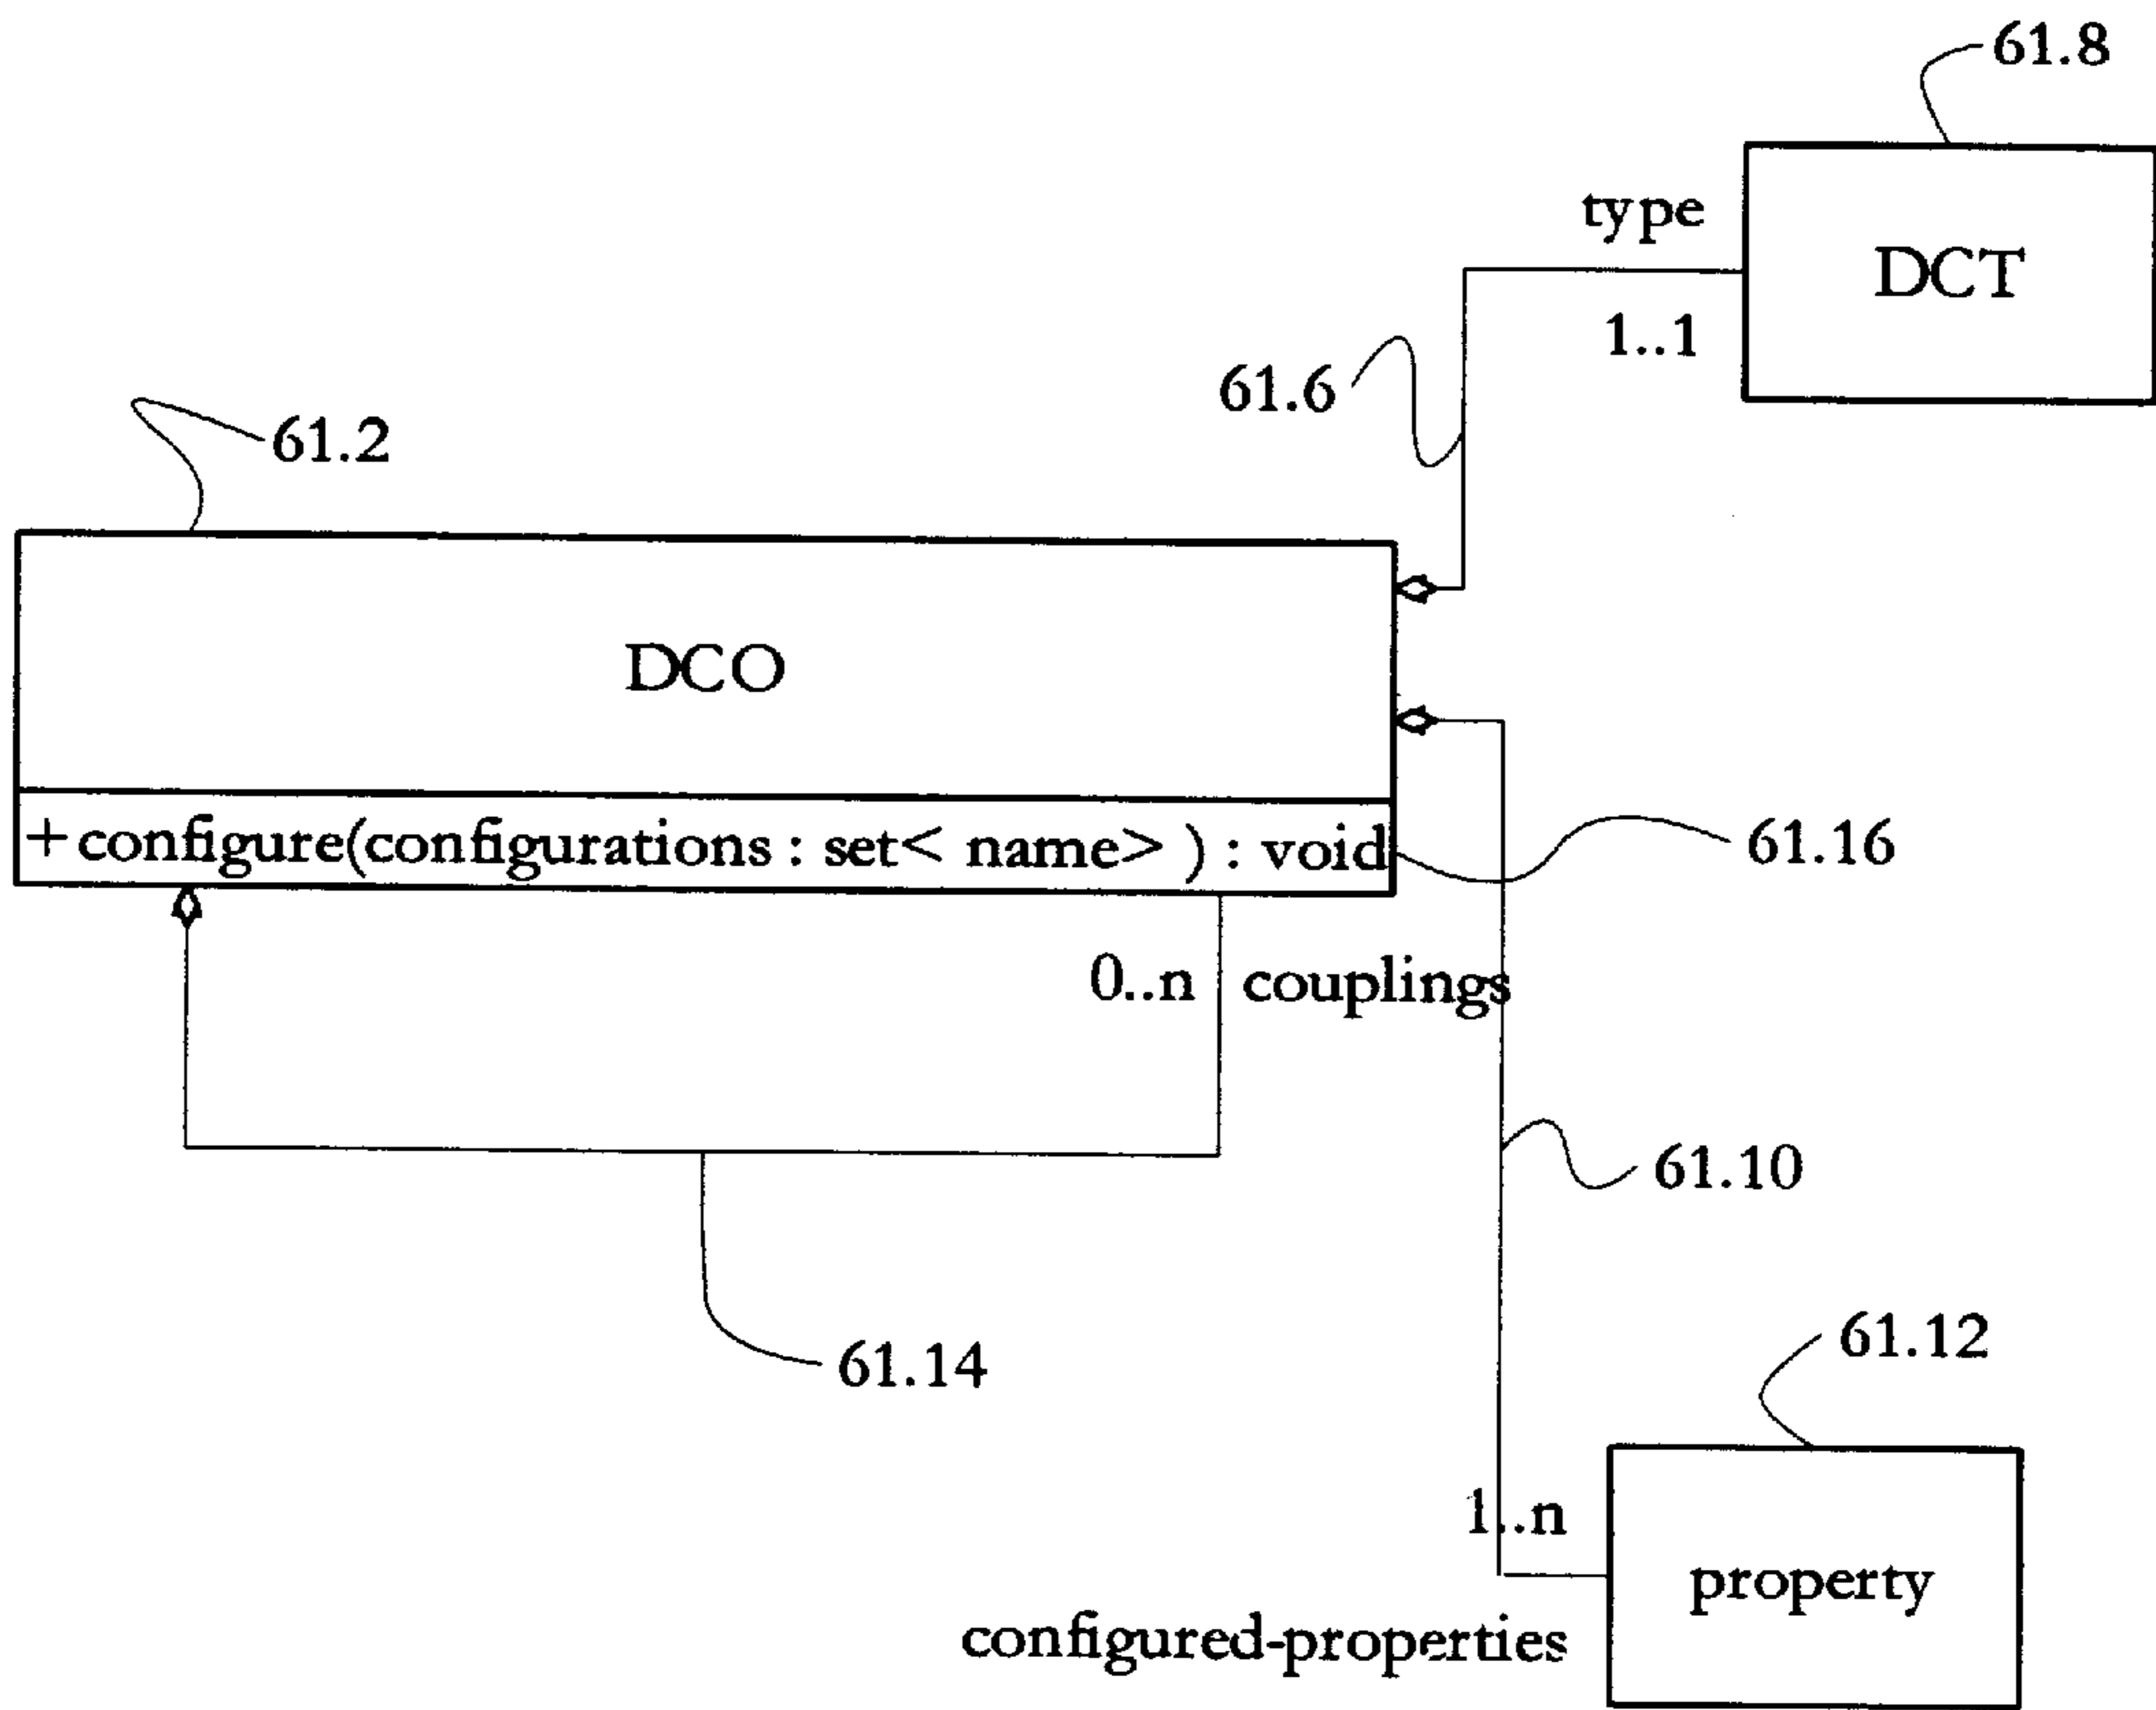 61.8
type
DCT
1..1
61.6
61.2
DCO
+configure(configurations : set< name> ) : void
61.16
0..n couplings
61.10
61.12
61.14
1..n
property
configured-properties